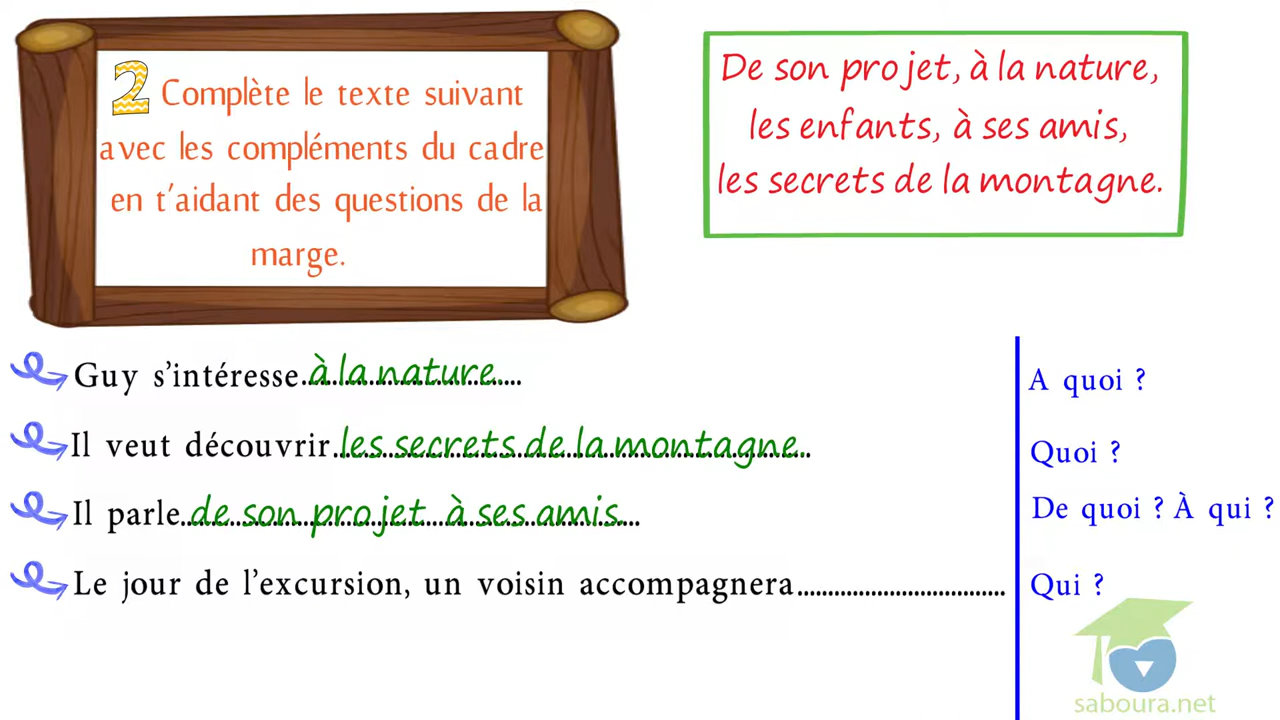 2 Complète le texte suivant
avec les compléments du cadre
en t'aidant des questions de la
marge.
De son projet, à la nature,
les enfants, à ses amis,
les secrets de la montagne.
Guy s'intéresse à la nature.
A quoi ?
Il veut découvrir les secrets de la montagne.
Quoi ?
Il parle de son projet à ses amis.
De quoi ? À qui ?
Le jour de l'excursion, un voisin accompagnera..................................
Qui ?
saboura.net